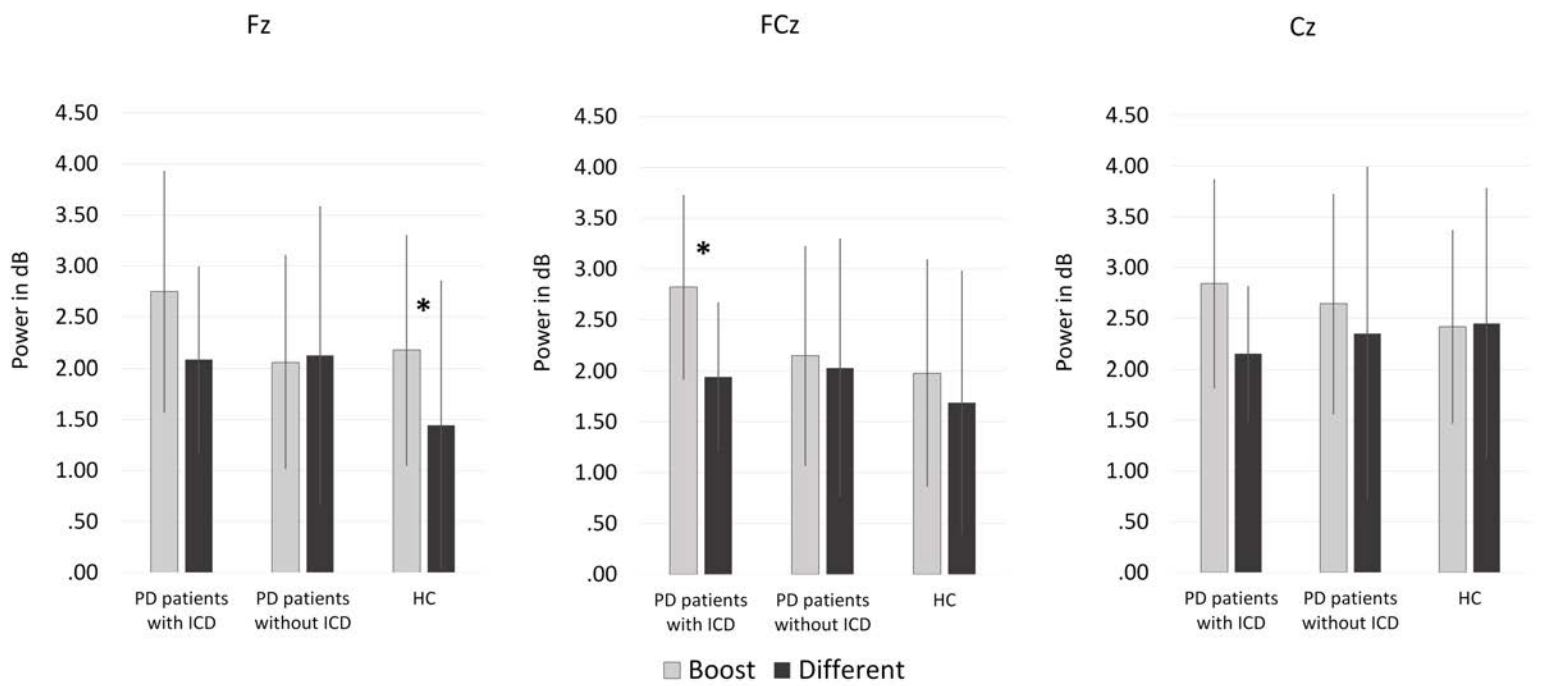 Fz
FCz
Cz
Power in dB
4.50
4.00
3.50
3.00
2.50
2.00
1.50
1.00
.50
.00
*
PD patients
with ICD
PD patients
without ICD
HC
Power in dB
4.50
4.00
3.50
3.00
2.50
2.00
1.50
1.00
.50
.00
*
PD patients
with ICD
PD patients
without ICD
HC
Power in dB
4.50
4.00
3.50
3.00
2.50
2.00
1.50
1.00
.50
.00
PD patients
with ICD
PD patients
without ICD
HC
Boost Different